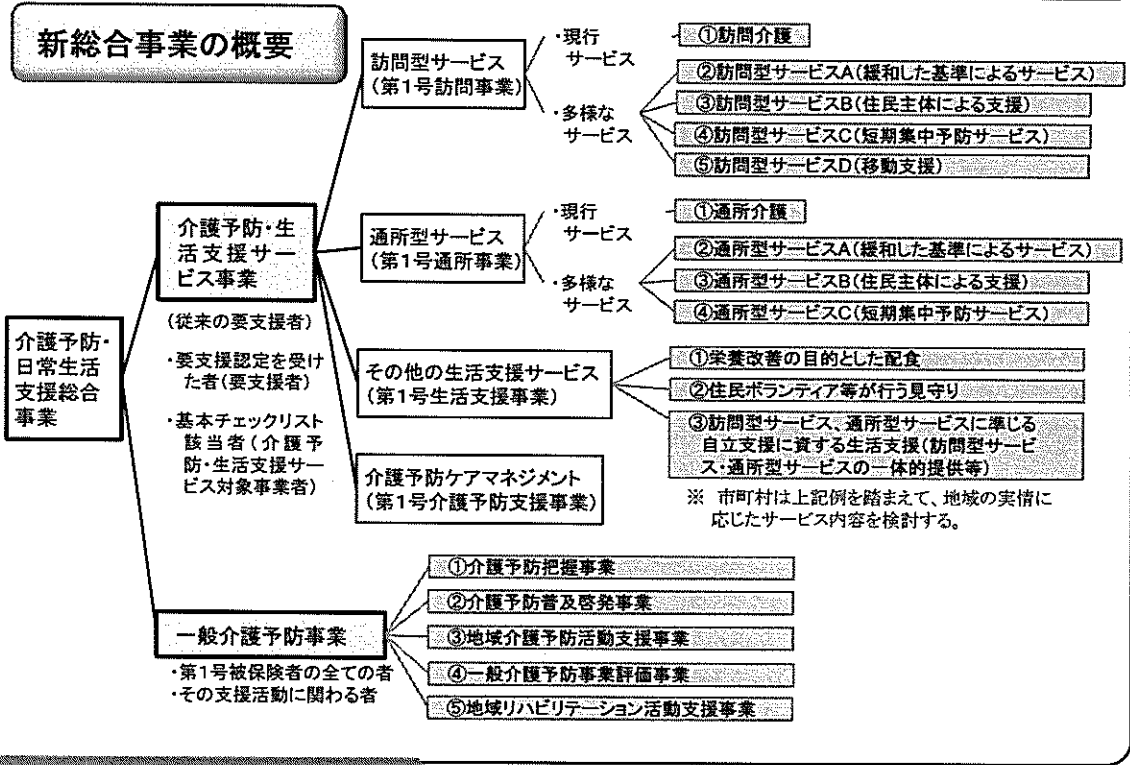 新総合事業の概要
介護予防・
日常生活
支援総合
事業
介護予防・生
活支援サー
ビス事業
(従来の要支援者)
・要支援認定を受け
た者(要支援者)
・基本チェックリスト
該当者(介護予
防・生活支援サー
ビス対象事業者)
訪問型サービス
(第1号訪問事業)
・現行
サービス
①訪問介護
・多様な
サービス
②訪問型サービスA(緩和した基準によるサービス)
③訪問型サービスB(住民主体による支援)
④訪問型サービスC(短期集中予防サービス)
⑤訪問型サービスD(移動支援)
通所型サービス
(第1号通所事業)
・現行
サービス
①通所介護
・多様な
サービス
②通所型サービスA(緩和した基準によるサービス)
③通所型サービスB(住民主体による支援)
④通所型サービスC(短期集中予防サービス)
その他の生活支援サービス
(第1号生活支援事業)
①栄養改善の目的とした配食
②住民ボランティア等が行う見守り
③訪問型サービス、通所型サービスに準じる
自立支援に資する生活支援(訪問型サービ
ス・通所型サービスの一体的提供等)
※ 市町村は上記例を踏まえて、地域の実情に
応じたサービス内容を検討する。
介護予防ケアマネジメント
(第1号介護予防支援事業)
一般介護予防事業
・第1号被保険者の全ての者
・その支援活動に関わる者
①介護予防把握事業
②介護予防普及啓発事業
③地域介護予防活動支援事業
④一般介護予防事業評価事業
⑤地域リハビリテーション活動支援事業